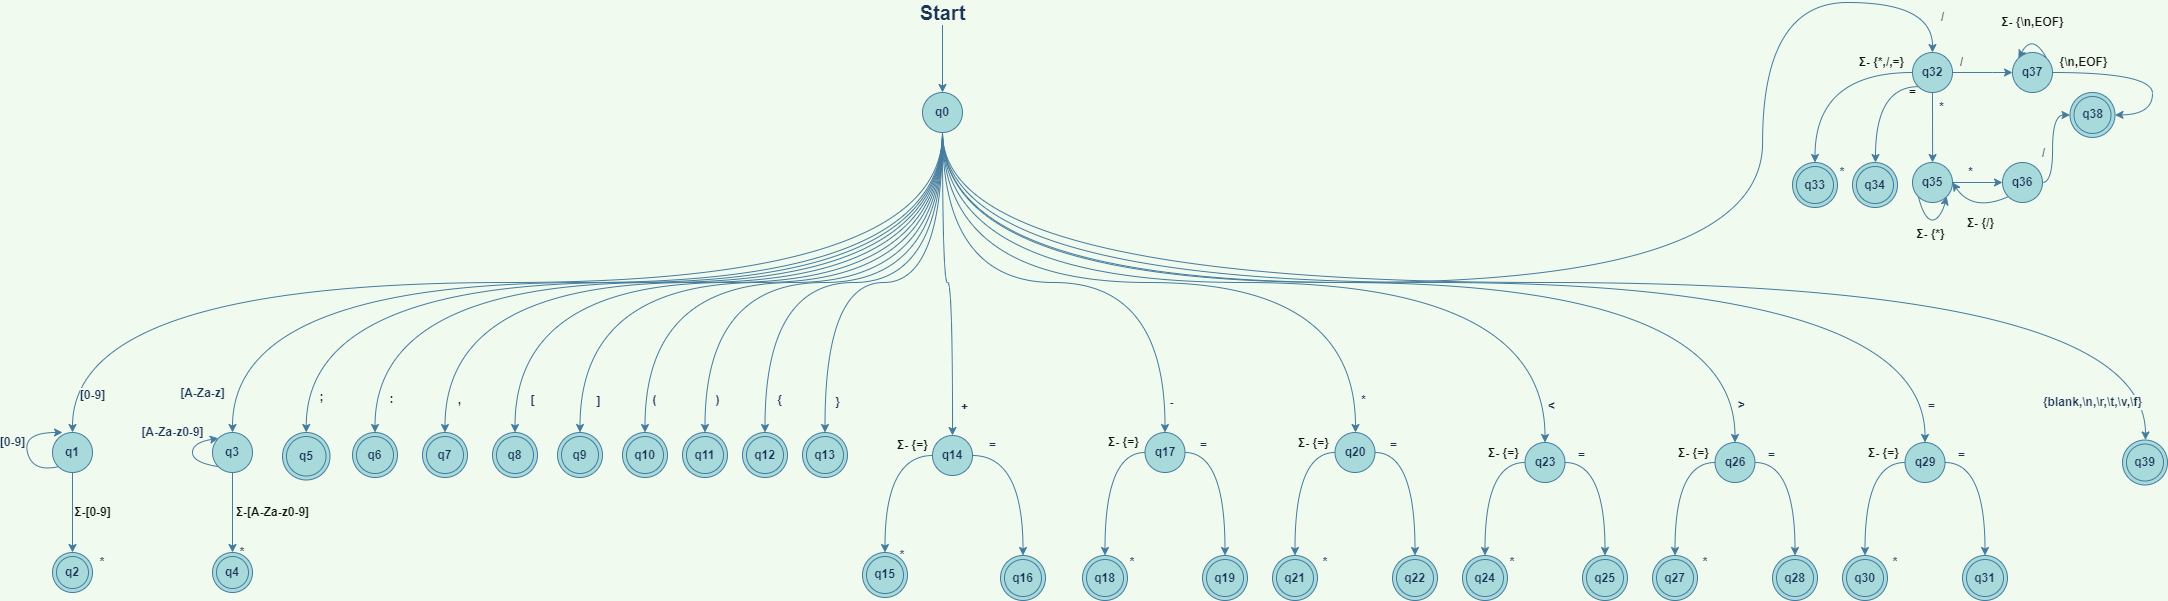 Start
/
Σ- {\n,EOF}
Σ- {*,/,=}
q32
/
q37
{\n,EOF}
=
*
q0
q38
/
q33
*
q34
q35
*
q36
Σ- {/}
Σ- {*}
[0-9]
[A-Za-z]
;
:
,
[
]
(
)
{
}
+
-
*
<
>
=
{blank,\n,\r,\t,\v,\f}
[0-9]
q1
[A-Za-z0-9]
q3
q5
q6
q7
q8
q9
q10
q11
q12
q13
Σ- {=}
q14
=
Σ- {=}
q17
=
Σ- {=}
q20
=
Σ- {=}
q23
=
Σ- {=}
q26
=
Σ- {=}
q29
=
q39
Σ-[0-9]
Σ-[A-Za-z0-9]
q2
*
q4
*
q15
*
q16
q18
*
q19
q21
*
q22
q24
*
q25
q27
*
q28
q30
*
q31